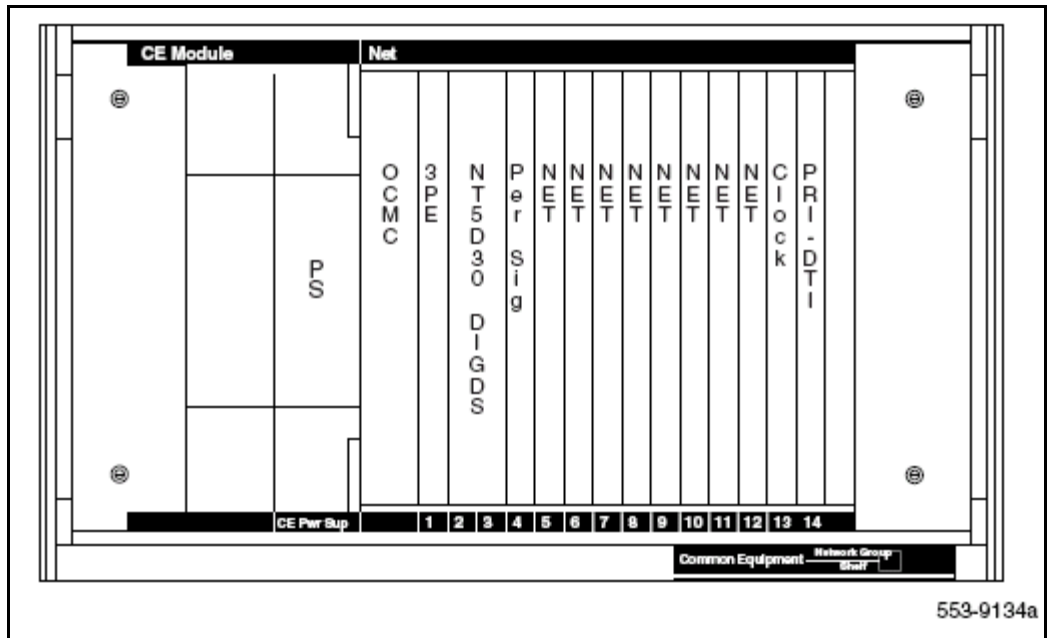 CE Module
Net
OCMC
3PE
NT5D30 DIGDS
Per Sig
NET
NET
NET
NET
NET
NET
NET
NET
Clock
PRI-DTI
PS
CE Pwr Sup
1 2 3 4 5 6 7 8 9 10 11 12 13 14
Common Equipment
Network Group
Shelf
553-9134a